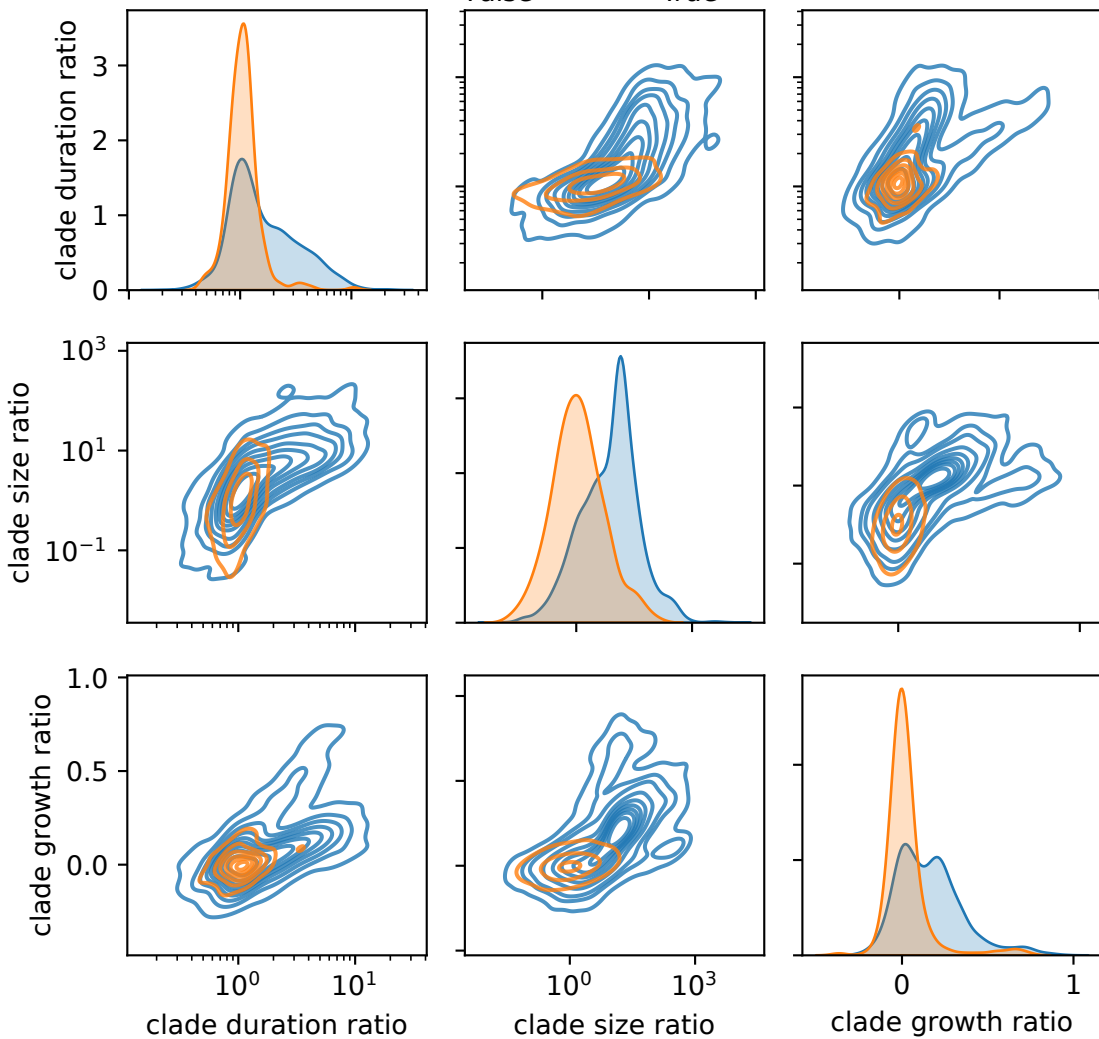 clade duration ratio
3
2
1
0
clade size ratio
10³
10¹
10⁻¹
clade growth ratio
1.0
0.5
0.0
10⁰ 10¹ 10⁰ 10³ 0 1
clade duration ratio clade size ratio clade growth ratio